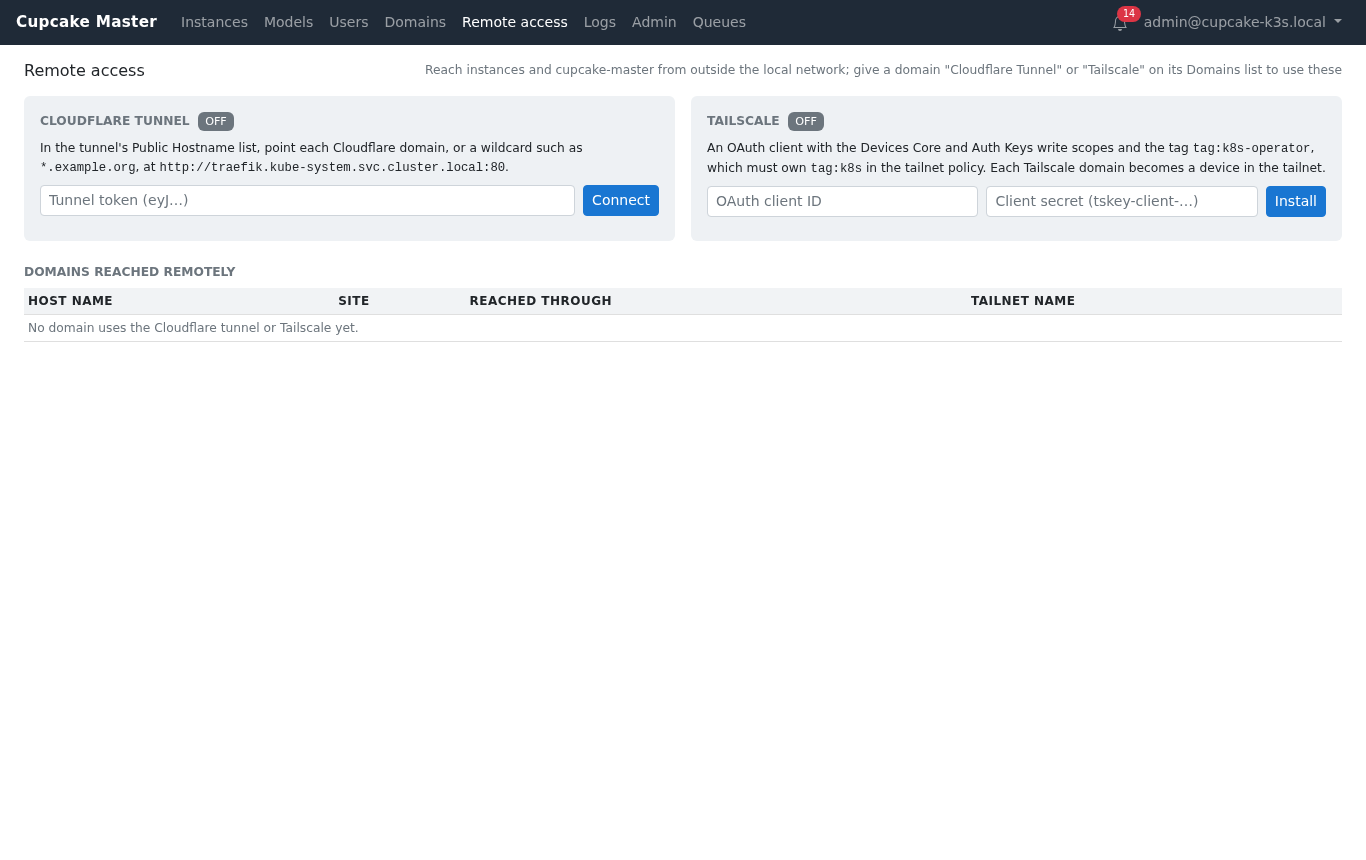 Cupcake Master Instances Models Users Domains Remote access Logs Admin Queues 14 admin@cupcake-k3s.local
Remote access
Reach instances and cupcake-master from outside the local network; give a domain "Cloudflare Tunnel" or "Tailscale" on its Domains list to use these
CLOUDFLARE TUNNEL OFF
In the tunnel's Public Hostname list, point each Cloudflare domain, or a wildcard such as
*.example.org, at http://traefik.kube-system.svc.cluster.local:80.
Tunnel token (eyJ...) Connect
TAILSCALE OFF
An OAuth client with the Devices Core and Auth Keys write scopes and the tag tag:k8s-operator,
which must own tag:k8s in the tailnet policy. Each Tailscale domain becomes a device in the tailnet.
OAuth client ID Client secret (tskey-client-...) Install
DOMAINS REACHED REMOTELY
HOST NAME SITE REACHED THROUGH TAILNET NAME
No domain uses the Cloudflare tunnel or Tailscale yet.